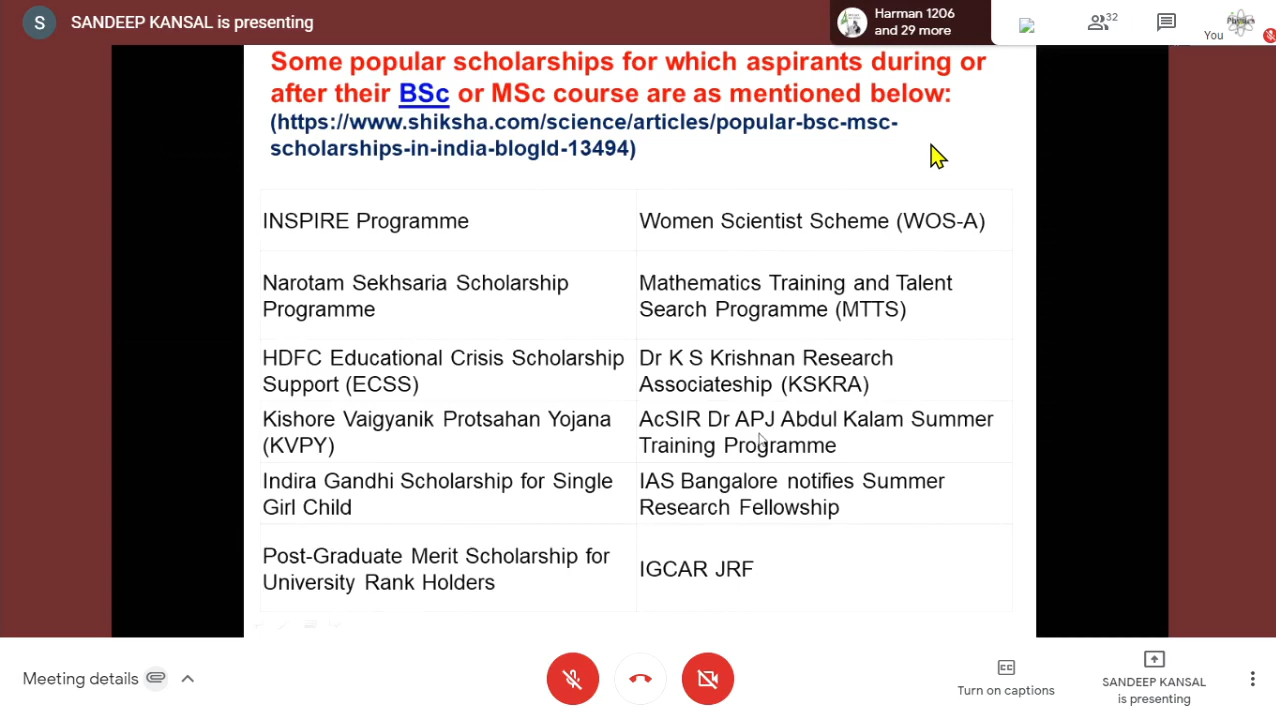 S SANDEEP KANSAL is presenting
Harman 1206
and 29 more
32
Physics
You
Some popular scholarships for which aspirants during or
after their BSc or MSc course are as mentioned below:
(https://www.shiksha.com/science/articles/popular-bsc-msc-
scholarships-in-india-blogId-13494)
INSPIRE Programme
Women Scientist Scheme (WOS-A)
Narotam Sekhsaria Scholarship
Programme
Mathematics Training and Talent
Search Programme (MTTS)
HDFC Educational Crisis Scholarship
Support (ECSS)
Dr K S Krishnan Research
Associateship (KSKRA)
Kishore Vaigyanik Protsahan Yojana
(KVPY)
AcSIR Dr APJ Abdul Kalam Summer
Training Programme
Indira Gandhi Scholarship for Single
Girl Child
IAS Bangalore notifies Summer
Research Fellowship
Post-Graduate Merit Scholarship for
University Rank Holders
IGCAR JRF
Meeting details
CC
Turn on captions
SANDEEP KANSAL
is presenting